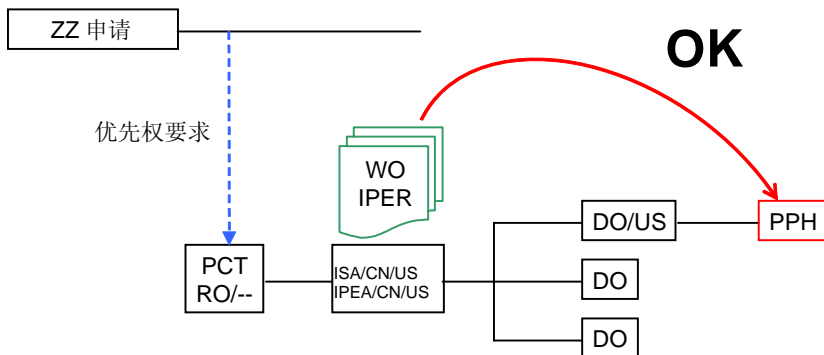 ZZ 申请
OK
优先权要求
WO
IPER
DO/US
PPH
PCT
RO/--
ISA/CN/US
IPEA/CN/US
DO
DO